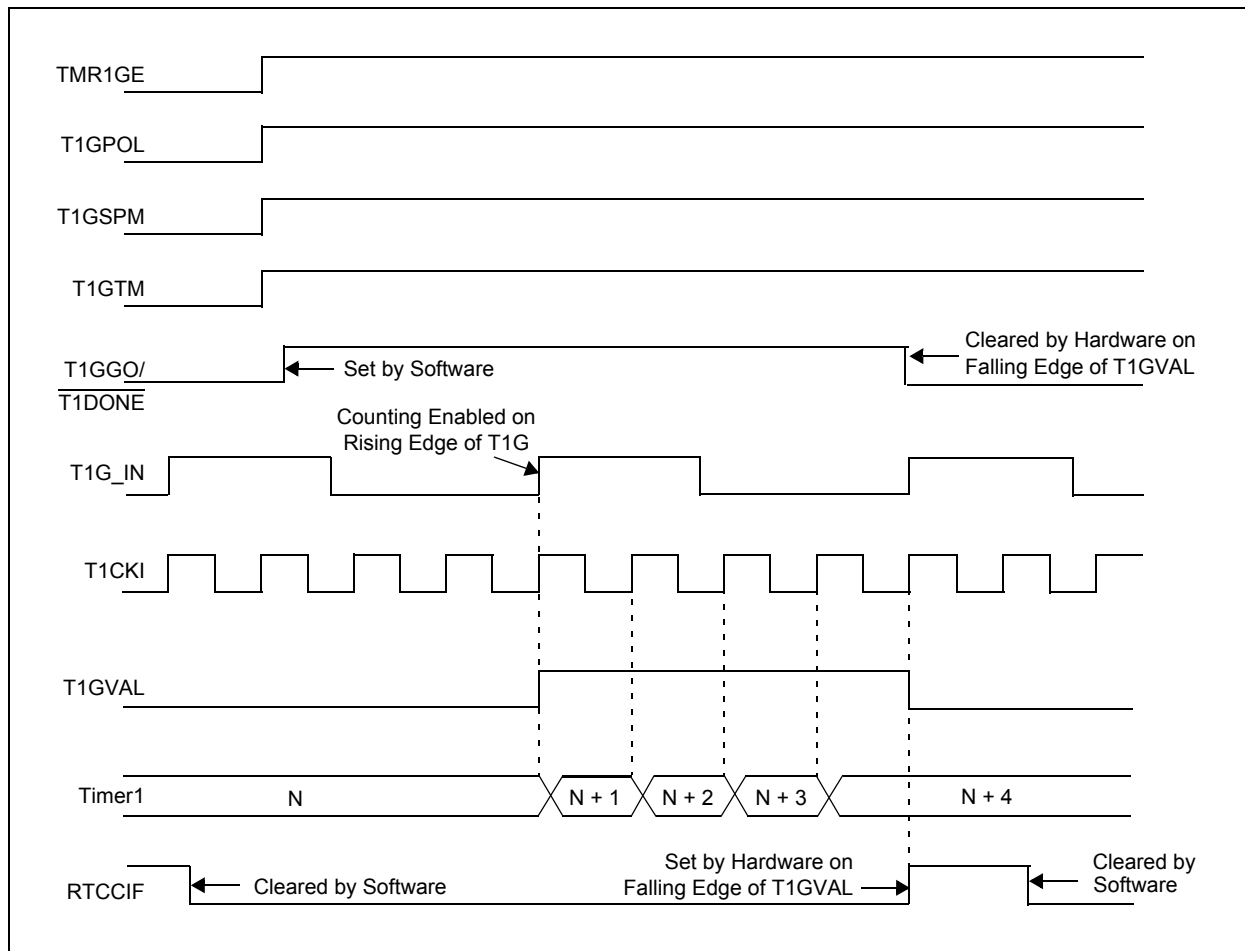 TMR1GE
T1GPOL
T1GSPM
T1GTM
T1GGO/
T1DONE
Set by Software
Cleared by Hardware on
Falling Edge of T1GVAL
Counting Enabled on
Rising Edge of T1G
T1G_IN
T1CKI
T1GVAL
Timer1
N
N + 1
N + 2
N + 3
N + 4
RTCCIF
Cleared by Software
Set by Hardware on
Falling Edge of T1GVAL
Cleared by
Software